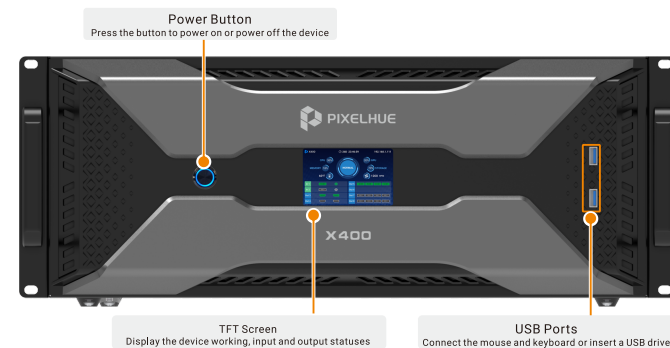 Power Button
Press the button to power on or power off the device
PIXELHUE
X400
TFT Screen
Display the device working, input and output statuses
USB Ports
Connect the mouse and keyboard or insert a USB drive